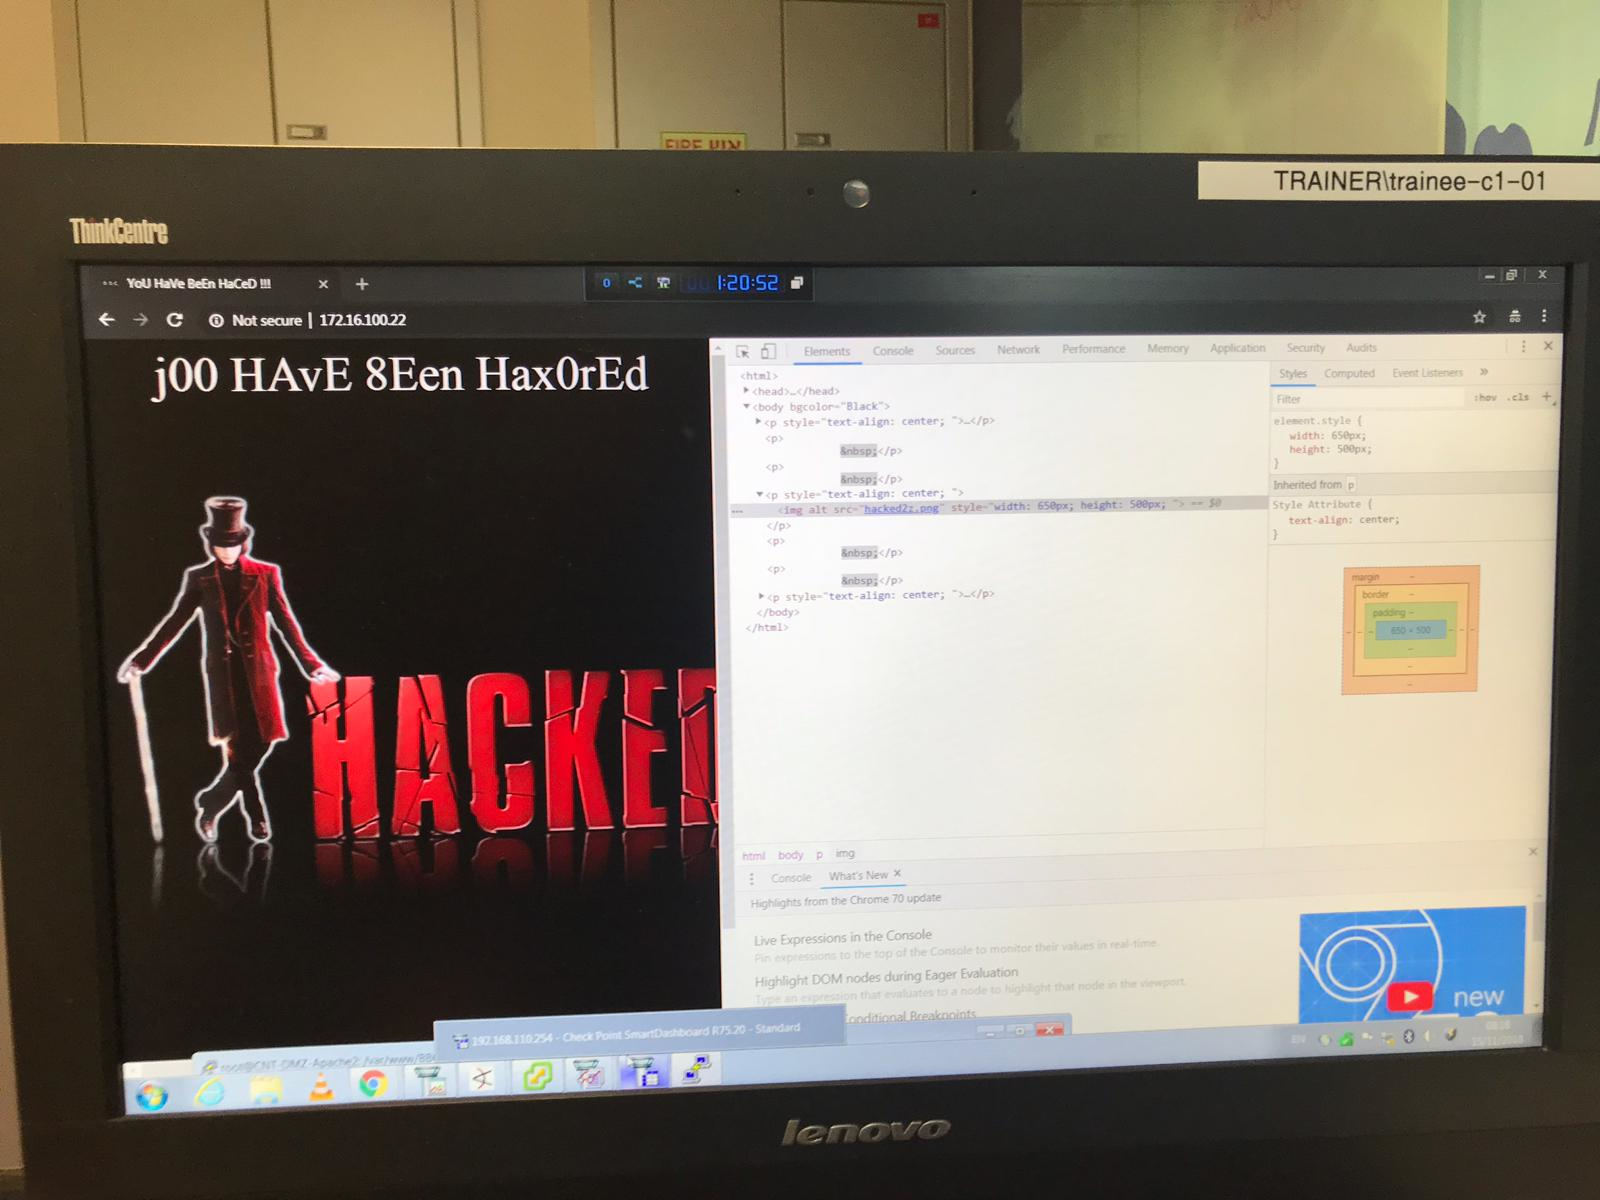 TRAINER\trainee-c1-01
ThinkCentre
YoU HaVe BeEn HaCeD !!!
0
1:20:52
Not secure | 172.16.100.22
j00 HAvE 8Een Hax0rEd
HACKED
Elements Console Sources Network Performance Memory Application Security Audits
<html>
<head>…</head>
<body bgcolor="Black">
<p style="text-align: center; ">…</p>
<p>
&nbsp;</p>
<p>
&nbsp;</p>
<p style="text-align: center; ">
<img alt src="hacked2z.png" style="width: 650px; height: 500px; "> == $0
</p>
<p>
&nbsp;</p>
<p>
&nbsp;</p>
<p style="text-align: center; ">…</p>
</body>
</html>
Styles Computed Event Listeners »
Filter :hov .cls +
element.style {
width: 650px;
height: 500px;
}
Inherited from p
Style Attribute {
text-align: center;
}
margin –
border –
padding –
650 × 500
html body p img
Console What's New
Highlights from the Chrome 70 update
Live Expressions in the Console
Pin expressions to the top of the Console to monitor their values in real-time.
Highlight DOM nodes during Eager Evaluation
Type an expression that evaluates to a node to highlight that node in the viewport.
Conditional Breakpoints
new
192.168.110.254 - Check Point SmartDashboard R75.20 - Standard
root@CNT-DMZ-Apache2: /var/www/
EN
lenovo